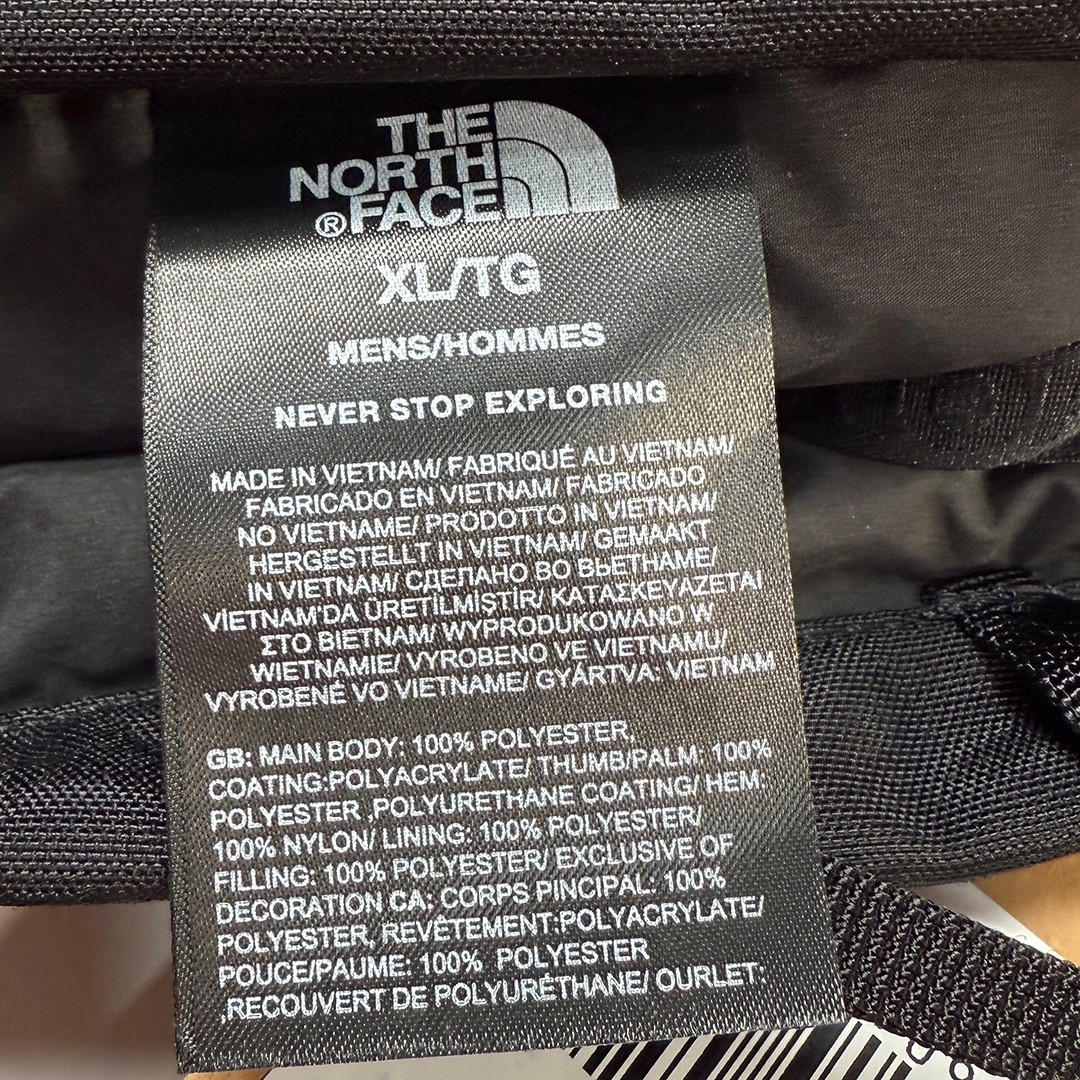 THE
NORTH
®FACE
XL/TG
MENS/HOMMES
NEVER STOP EXPLORING
MADE IN VIETNAM/ FABRIQUÉ AU VIETNAM/
FABRICADO EN VIETNAM/ FABRICADO
NO VIETNAME/ PRODOTTO IN VIETNAM/
HERGESTELLT IN VIETNAM/ GEMAAKT
IN VIETNAM/ СДЕЛАНО ВО ВЬЕТНАМЕ/
VİETNAM'DA ÜRETİLMİŞTİR/ ΚΑΤΑΣΚΕΥΑΖΕΤΑΙ
ΣΤΟ ΒΙΕΤΝΑΜ/ WYPRODUKOWANO W
WIETNAMIE/ VYROBENO VE VIETNAMU/
VYROBENÉ VO VIETNAME/ GYÁRTVA: VIETNAM
GB: MAIN BODY: 100% POLYESTER,
COATING:POLYACRYLATE/ THUMB/PALM: 100%
POLYESTER ,POLYURETHANE COATING/ HEM:
100% NYLON/ LINING: 100% POLYESTER/
FILLING: 100% POLYESTER/ EXCLUSIVE OF
DECORATION CA: CORPS PINCIPAL: 100%
POLYESTER, REVÊTEMENT:POLYACRYLATE/
POUCE/PAUME: 100% POLYESTER
,RECOUVERT DE POLYURÉTHANE/ OURLET: